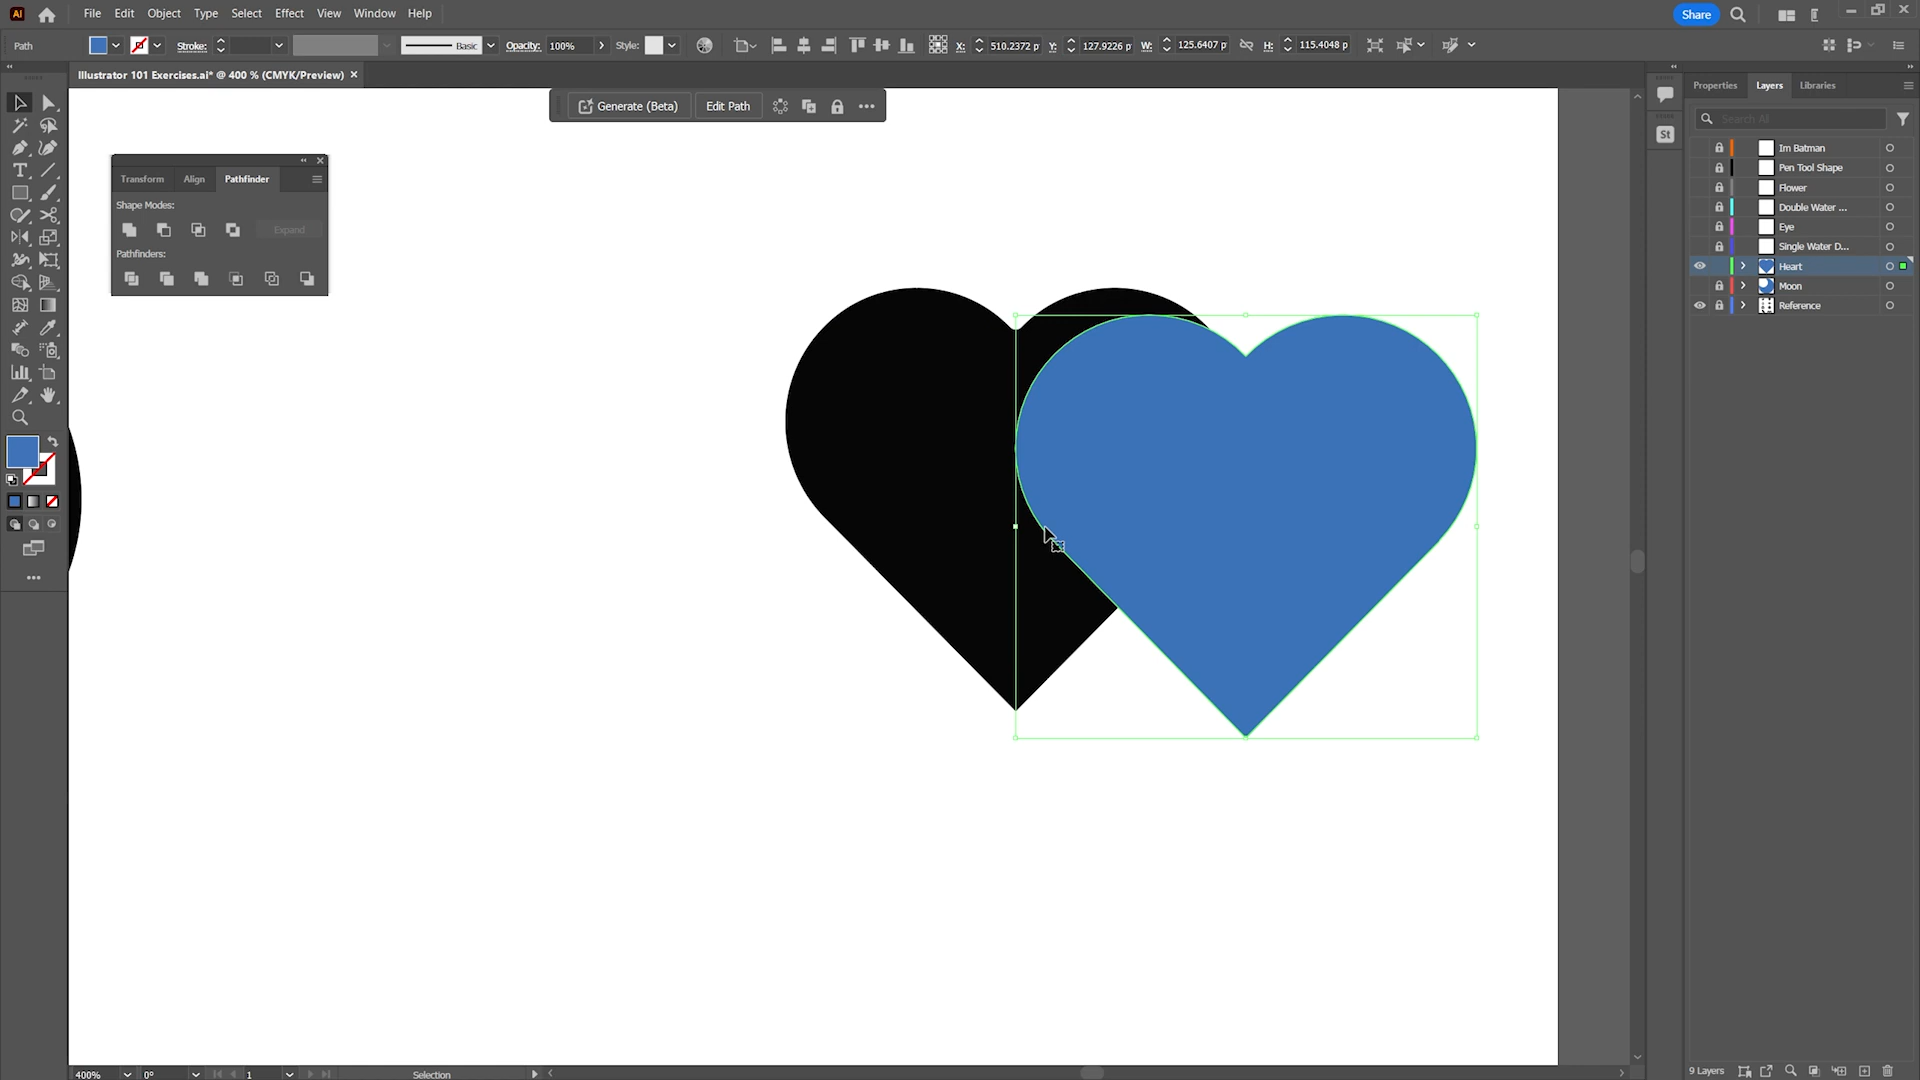 Ai File Edit Object Type Select Effect View Window Help Share
Path Stroke: Basic Opacity: 100% Style: X: 510.2372 p Y: 127.9226 p W: 125.6407 p H: 115.4048 p
Illustrator 101 Exercises.ai* @ 400 % (CMYK/Preview)
Generate (Beta) Edit Path
Transform Align Pathfinder
Shape Modes:
Expand
Pathfinders:
Properties Layers Libraries
St
Search All
Im Batman
Pen Tool Shape
Flower
Double Water ...
Eye
Single Water D...
Heart
Moon
Reference
400% 0° 1 Selection
9 Layers